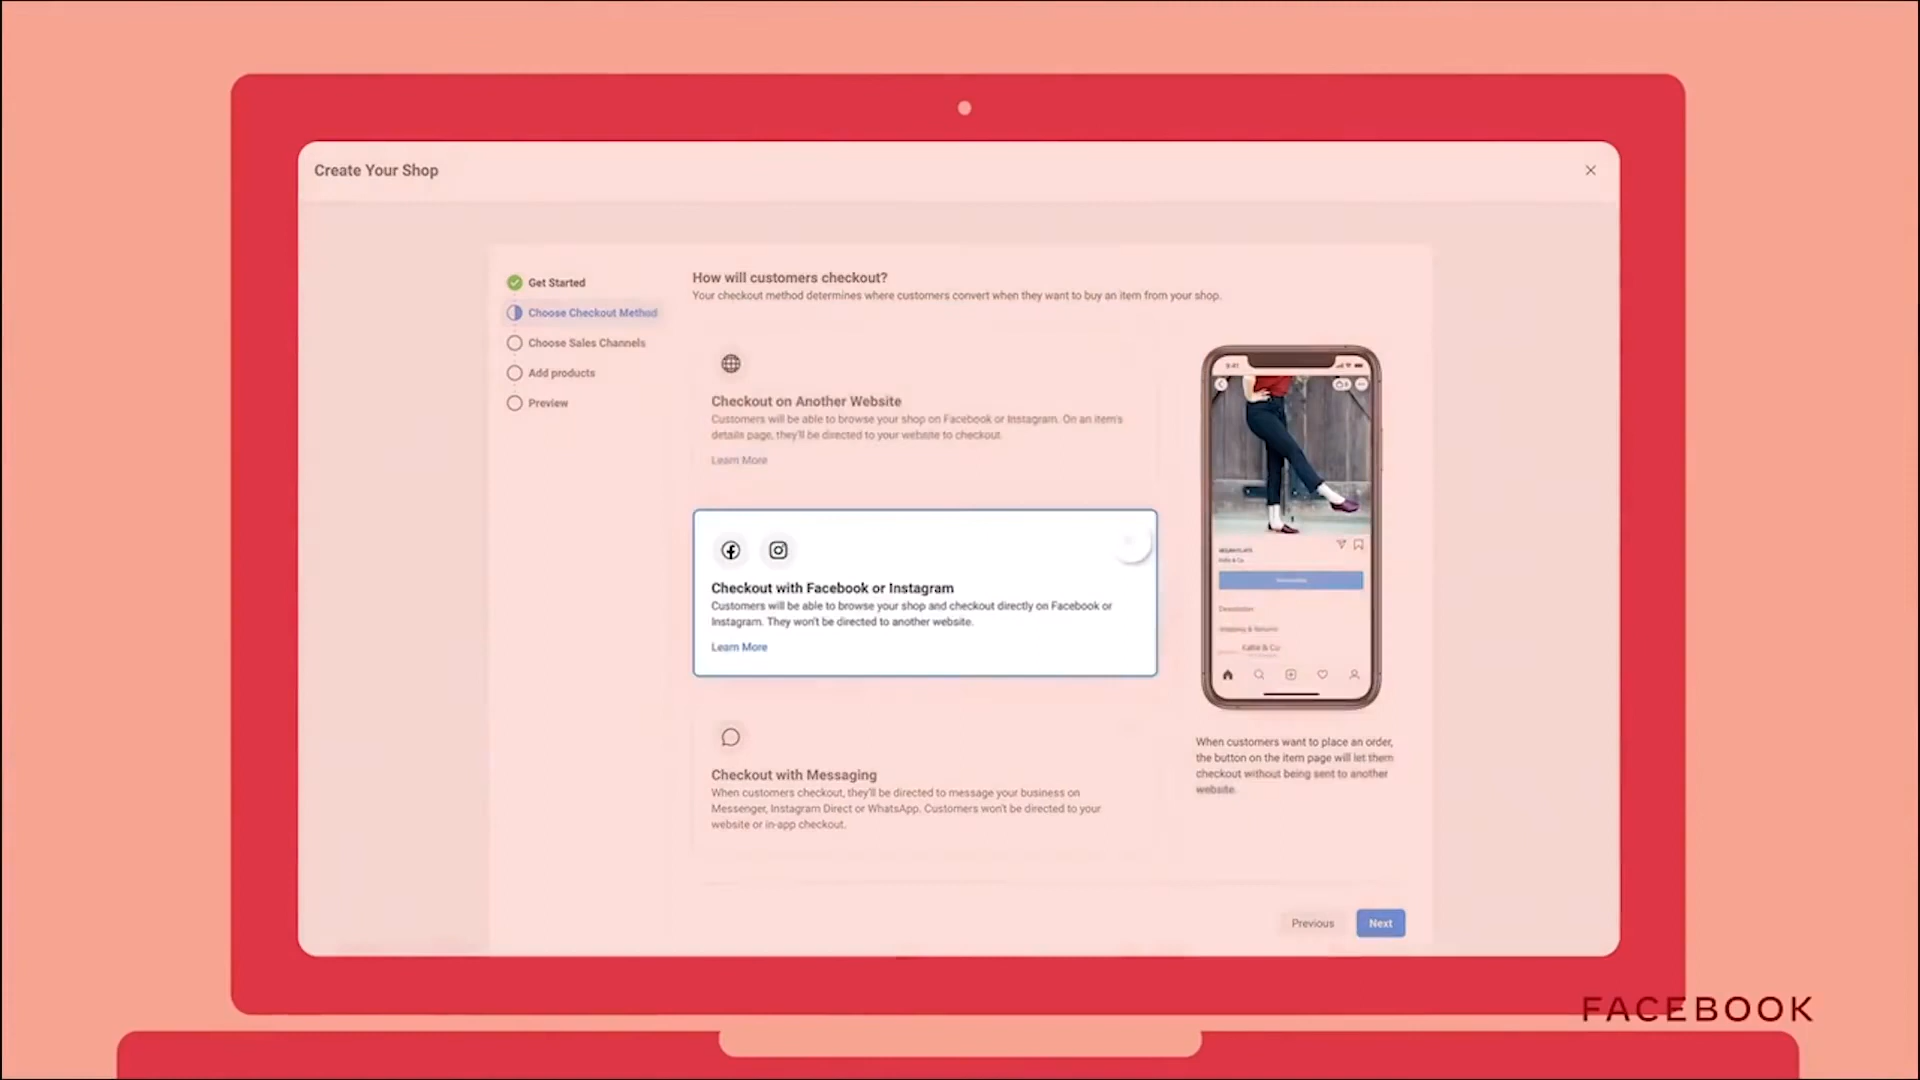 Create Your Shop
Get Started
Choose Checkout Method
Choose Sales Channels
Add products
Preview
How will customers checkout?
Your checkout method determines where customers convert when they want to buy an item from your shop.
Checkout on Another Website
Customers will be able to browse your shop on Facebook or Instagram. On an item's
details page, they'll be directed to your website to checkout.
Learn More
Checkout with Facebook or Instagram
Customers will be able to browse your shop and checkout directly on Facebook or
Instagram. They won't be directed to another website.
Learn More
Checkout with Messaging
When customers checkout, they'll be directed to message your business on
Messenger, Instagram Direct or WhatsApp. Customers won't be directed to your
website or in-app checkout.
9:41
Description
Shipping & Returns
When customers want to place an order,
the button on the item page will let them
checkout without being sent to another
website.
Previous
Next
FACEBOOK